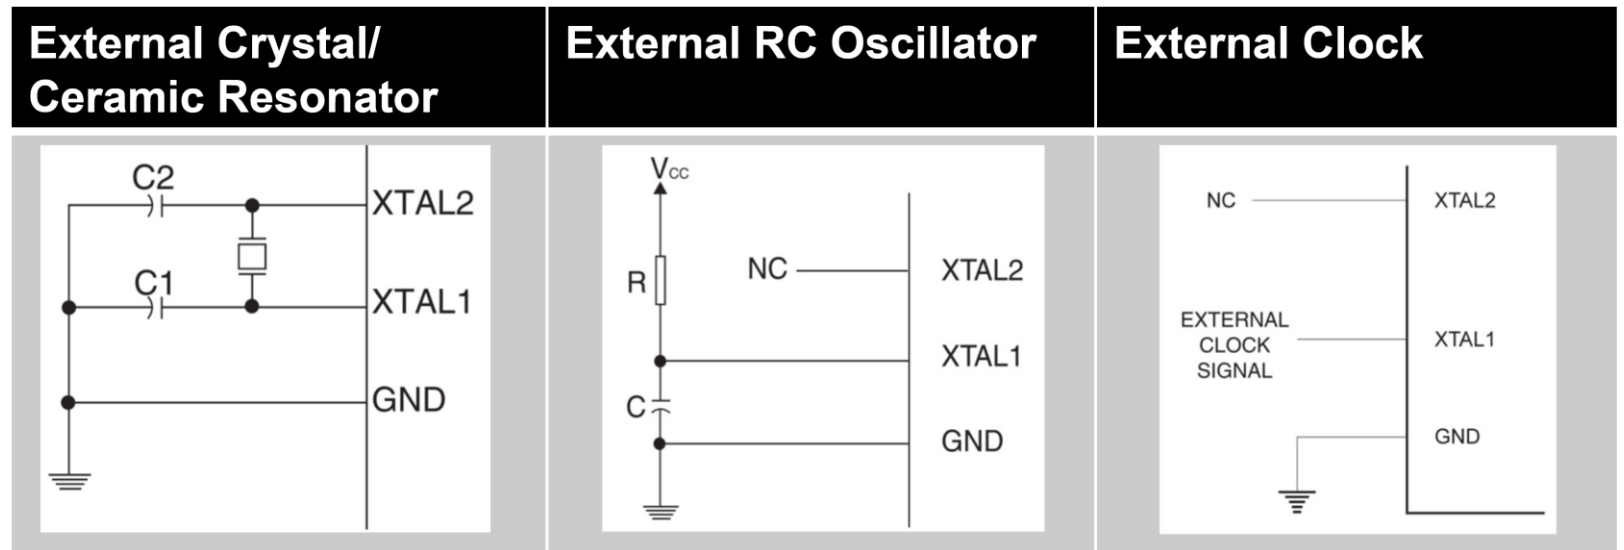 External Crystal/
Ceramic Resonator
External RC Oscillator
External Clock
C2
XTAL2
C1
XTAL1
GND
Vcc
R
NC
XTAL2
XTAL1
C
GND
NC
XTAL2
EXTERNAL
CLOCK
SIGNAL
XTAL1
GND